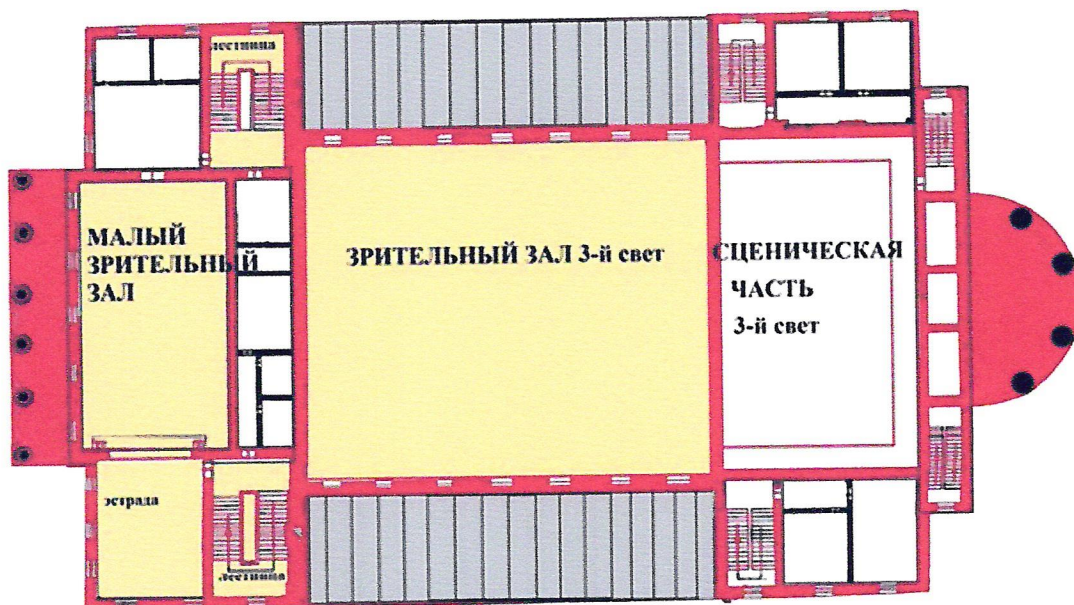 лестница
МАЛЫЙ
ЗРИТЕЛЬНЫЙ
ЗАЛ
ЗРИТЕЛЬНЫЙ ЗАЛ 3-й свет
СЦЕНИЧЕСКАЯ
ЧАСТЬ
3-й свет
эстрада
лестница